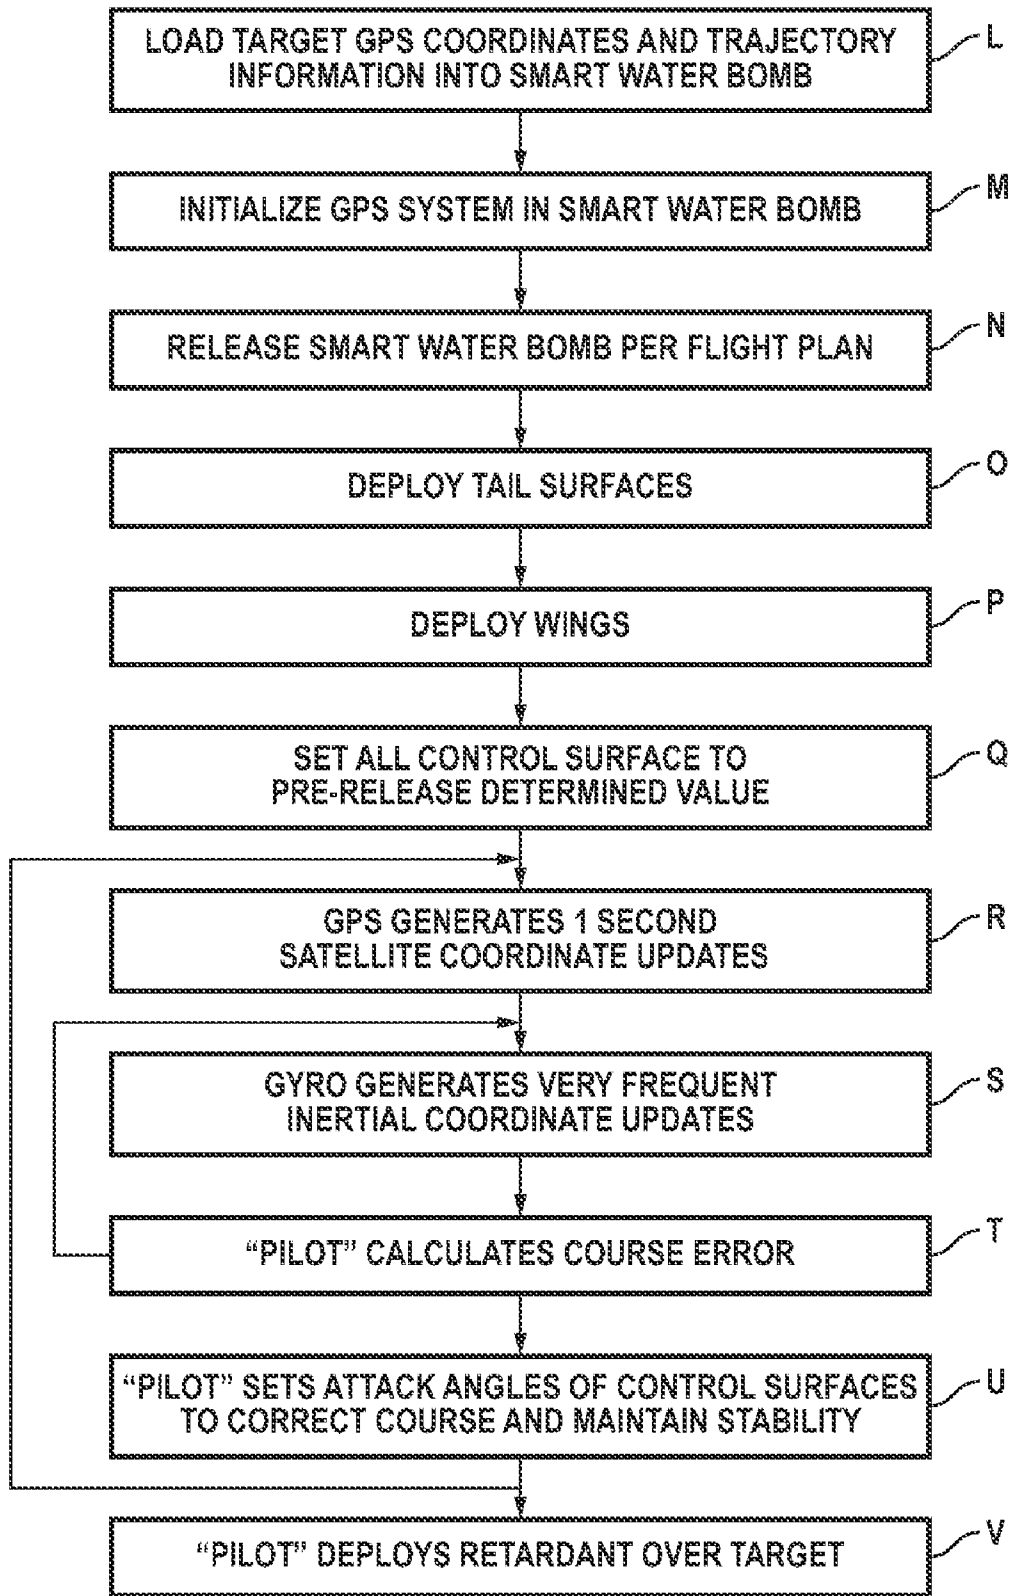 LOAD TARGET GPS COORDINATES AND TRAJECTORY
INFORMATION INTO SMART WATER BOMB
L
INITIALIZE GPS SYSTEM IN SMART WATER BOMB
M
RELEASE SMART WATER BOMB PER FLIGHT PLAN
N
DEPLOY TAIL SURFACES
O
DEPLOY WINGS
P
SET ALL CONTROL SURFACE TO
PRE-RELEASE DETERMINED VALUE
Q
GPS GENERATES 1 SECOND
SATELLITE COORDINATE UPDATES
R
GYRO GENERATES VERY FREQUENT
INERTIAL COORDINATE UPDATES
S
“PILOT” CALCULATES COURSE ERROR
T
“PILOT” SETS ATTACK ANGLES OF CONTROL SURFACES
TO CORRECT COURSE AND MAINTAIN STABILITY
U
“PILOT” DEPLOYS RETARDANT OVER TARGET
V